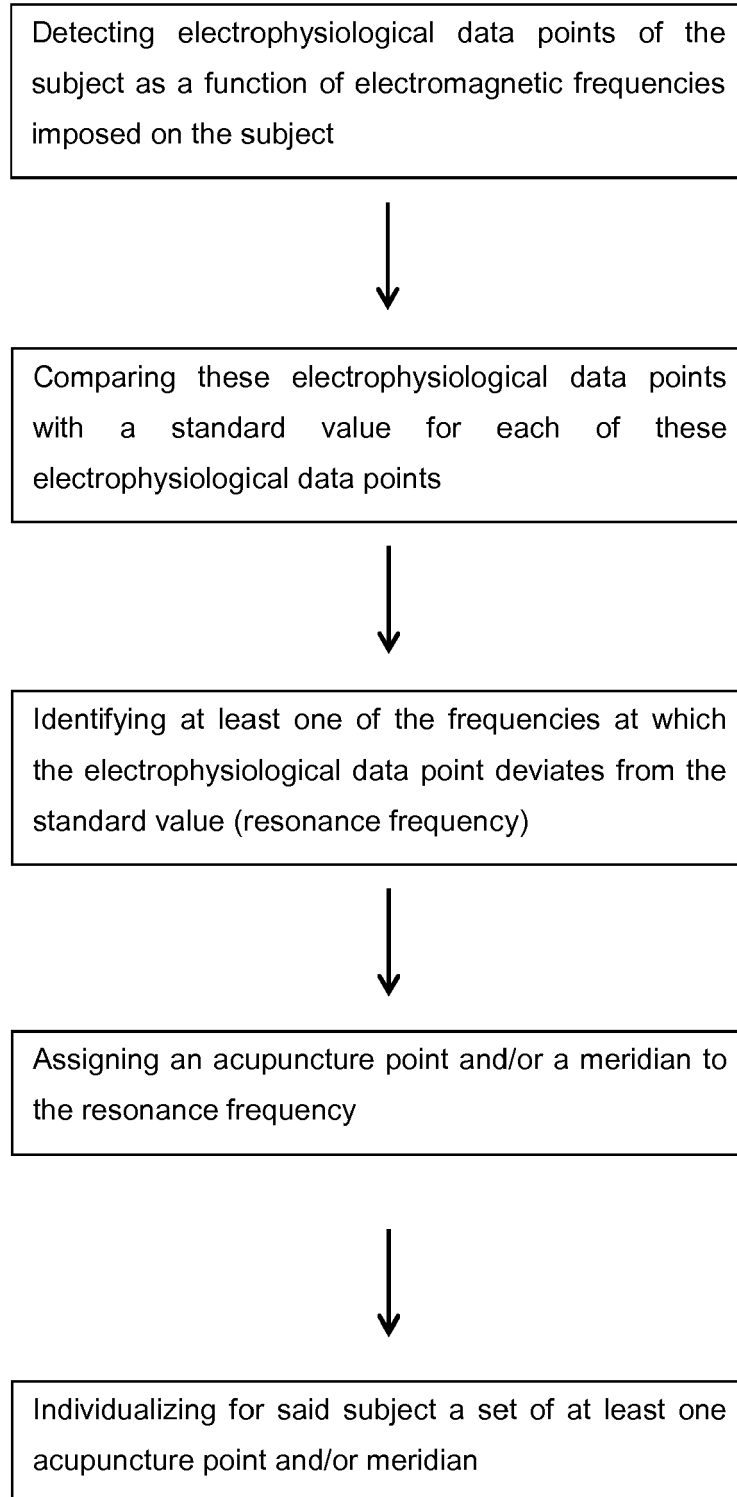 Detecting electrophysiological data points of the
subject as a function of electromagnetic frequencies
imposed on the subject
Comparing these electrophysiological data points
with a standard value for each of these
electrophysiological data points
Identifying at least one of the frequencies at which
the electrophysiological data point deviates from the
standard value (resonance frequency)
Assigning an acupuncture point and/or a meridian to
the resonance frequency
Individualizing for said subject a set of at least one
acupuncture point and/or meridian